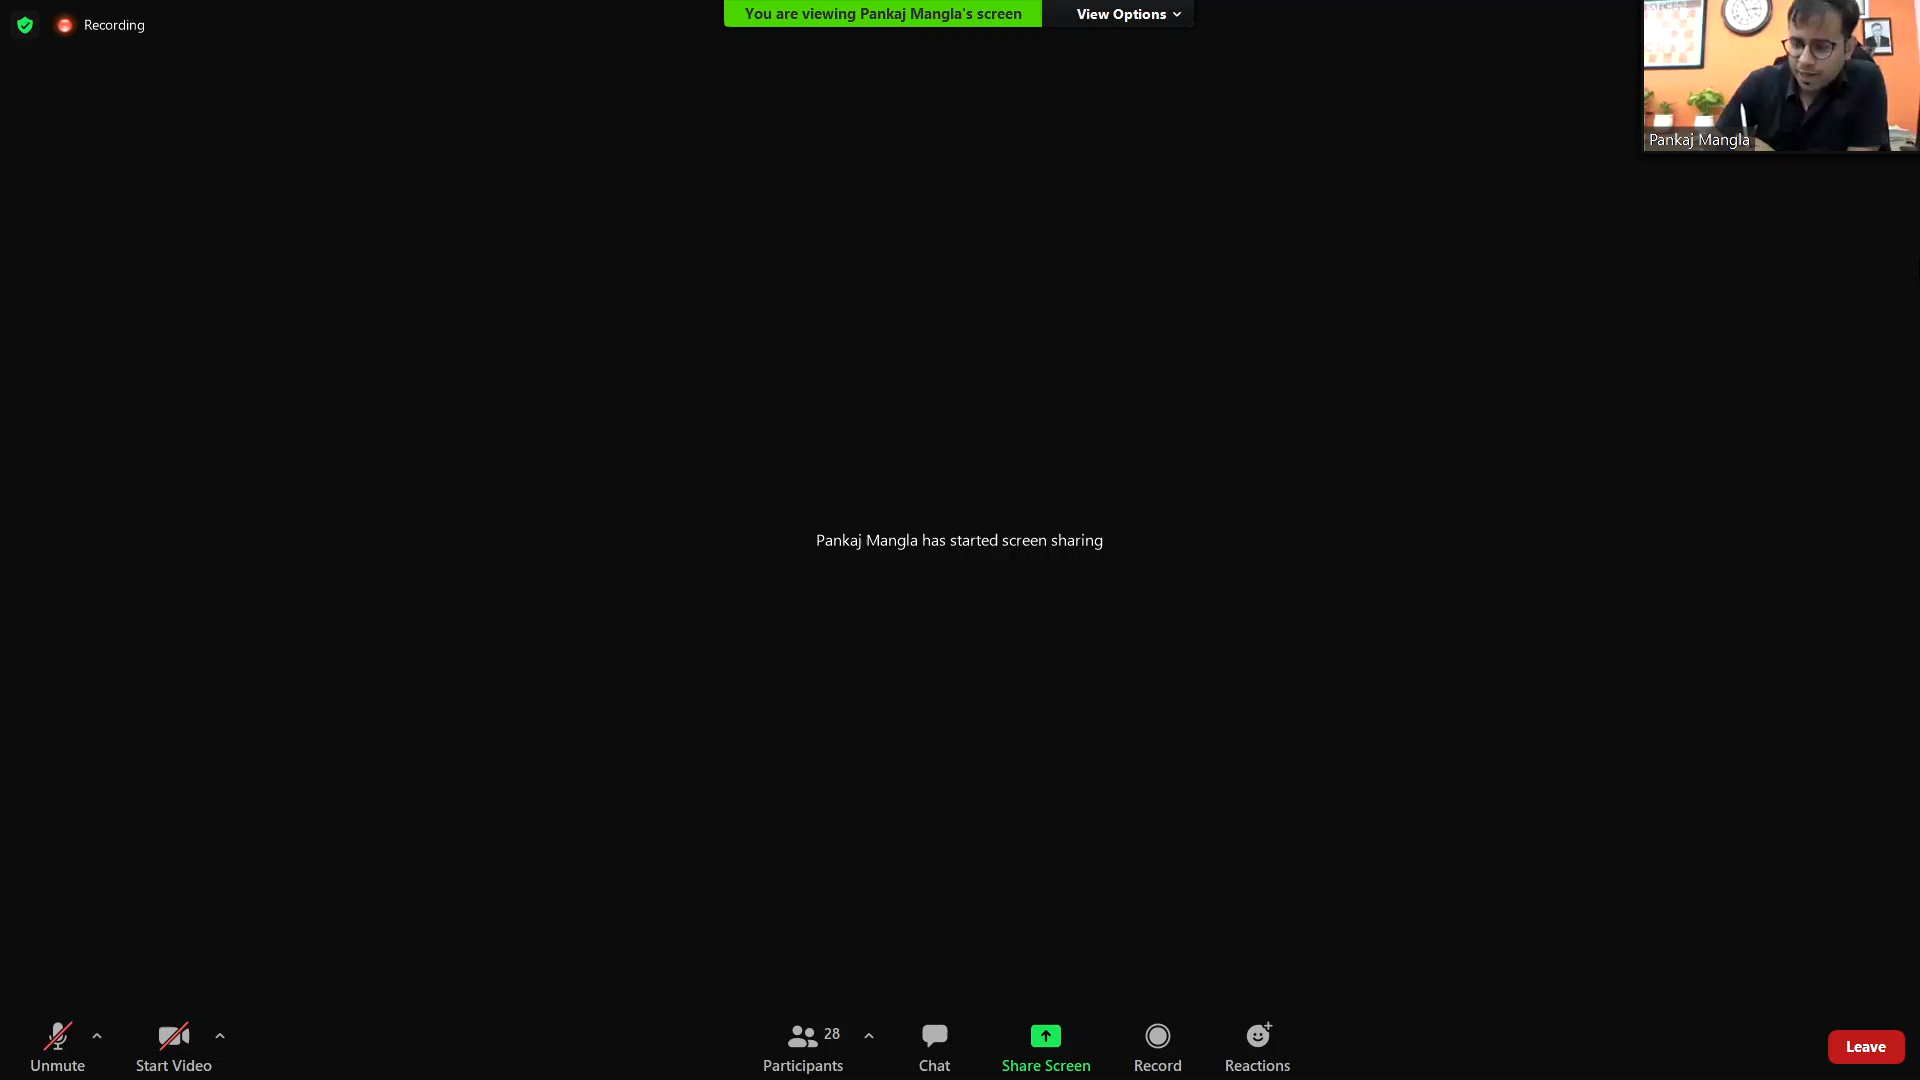 Recording
You are viewing Pankaj Mangla's screen
View Options
Pankaj Mangla
Pankaj Mangla has started screen sharing
Unmute
Start Video
28
Participants
Chat
Share Screen
Record
Reactions
Leave